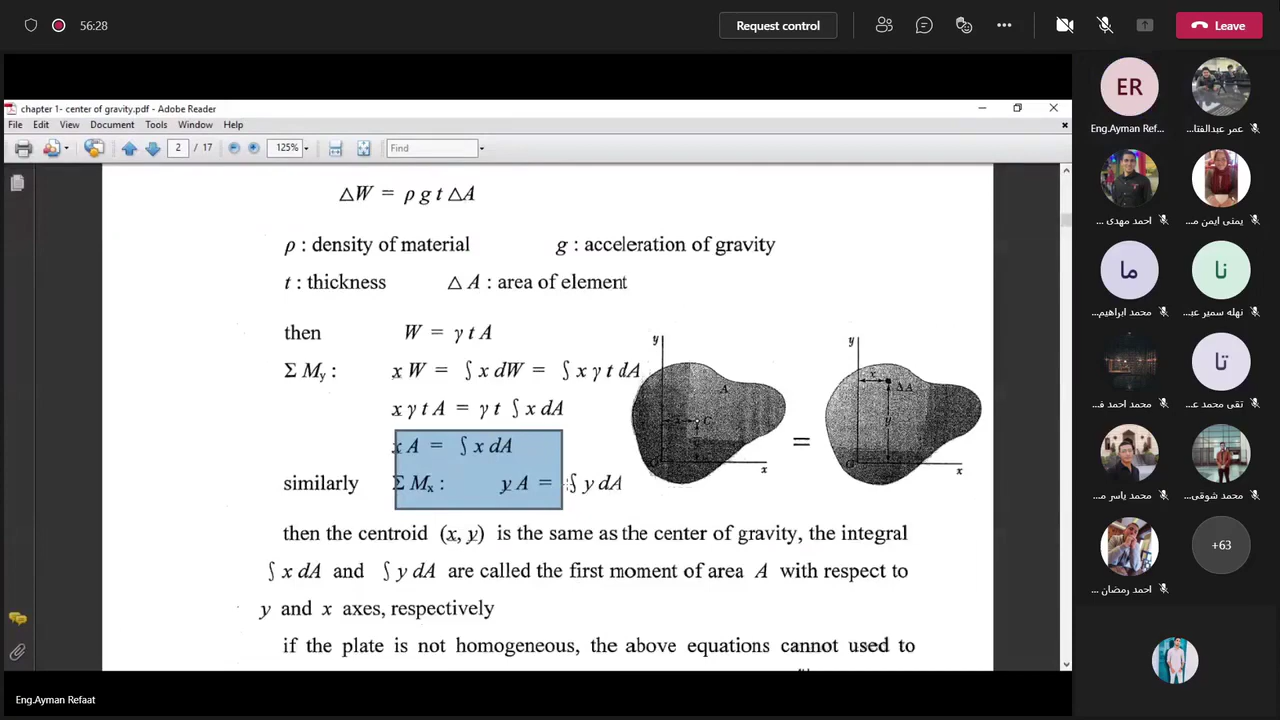 56:28
Request control
Leave
chapter 1- center of gravity.pdf - Adobe Reader
File Edit View Document Tools Window Help
2 / 17 125% Find
△W = ρ g t △A
ρ : density of material g : acceleration of gravity
t : thickness △ A : area of element
then W = γ t A
Σ My : x W = ∫ x dW = ∫ x γ t dA
x γ t A = γ t ∫ x dA
x A = ∫ x dA
similarly Σ Mx : y A = ∫ y dA
y
A
x
C
O
x
=
y
x
ΔA
y
O
x
then the centroid (x, y) is the same as the center of gravity, the integral
∫ x dA and ∫ y dA are called the first moment of area A with respect to
y and x axes, respectively
if the plate is not homogeneous, the above equations cannot used to
ER
Eng.Ayman Ref...
عمر عبدالفتا...
احمد مهدى ...
يمنى ايمن م...
ما
محمد ابراهيم...
نا
نهله سمير عب...
محمد احمد ف...
تا
تقى محمد ع...
محمد ياسر م...
محمد شوقى ...
احمد رمضان ...
+63
Eng.Ayman Refaat